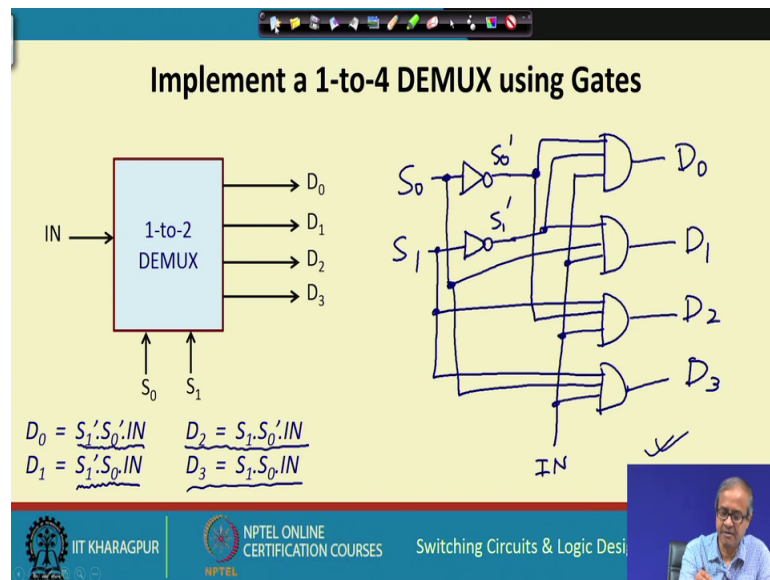 Implement a 1-to-4 DEMUX using Gates
IN
1-to-2
DEMUX
D0
D1
D2
D3
S0
S1
D0 = S1'.S0'.IN
D2 = S1.S0'.IN
D1 = S1'.S0.IN
D3 = S1.S0.IN
S0
S0'
S1
S1'
D0
D1
D2
D3
IN
IIT KHARAGPUR
NPTEL
NPTEL ONLINE
CERTIFICATION COURSES
Switching Circuits & Logic Desi